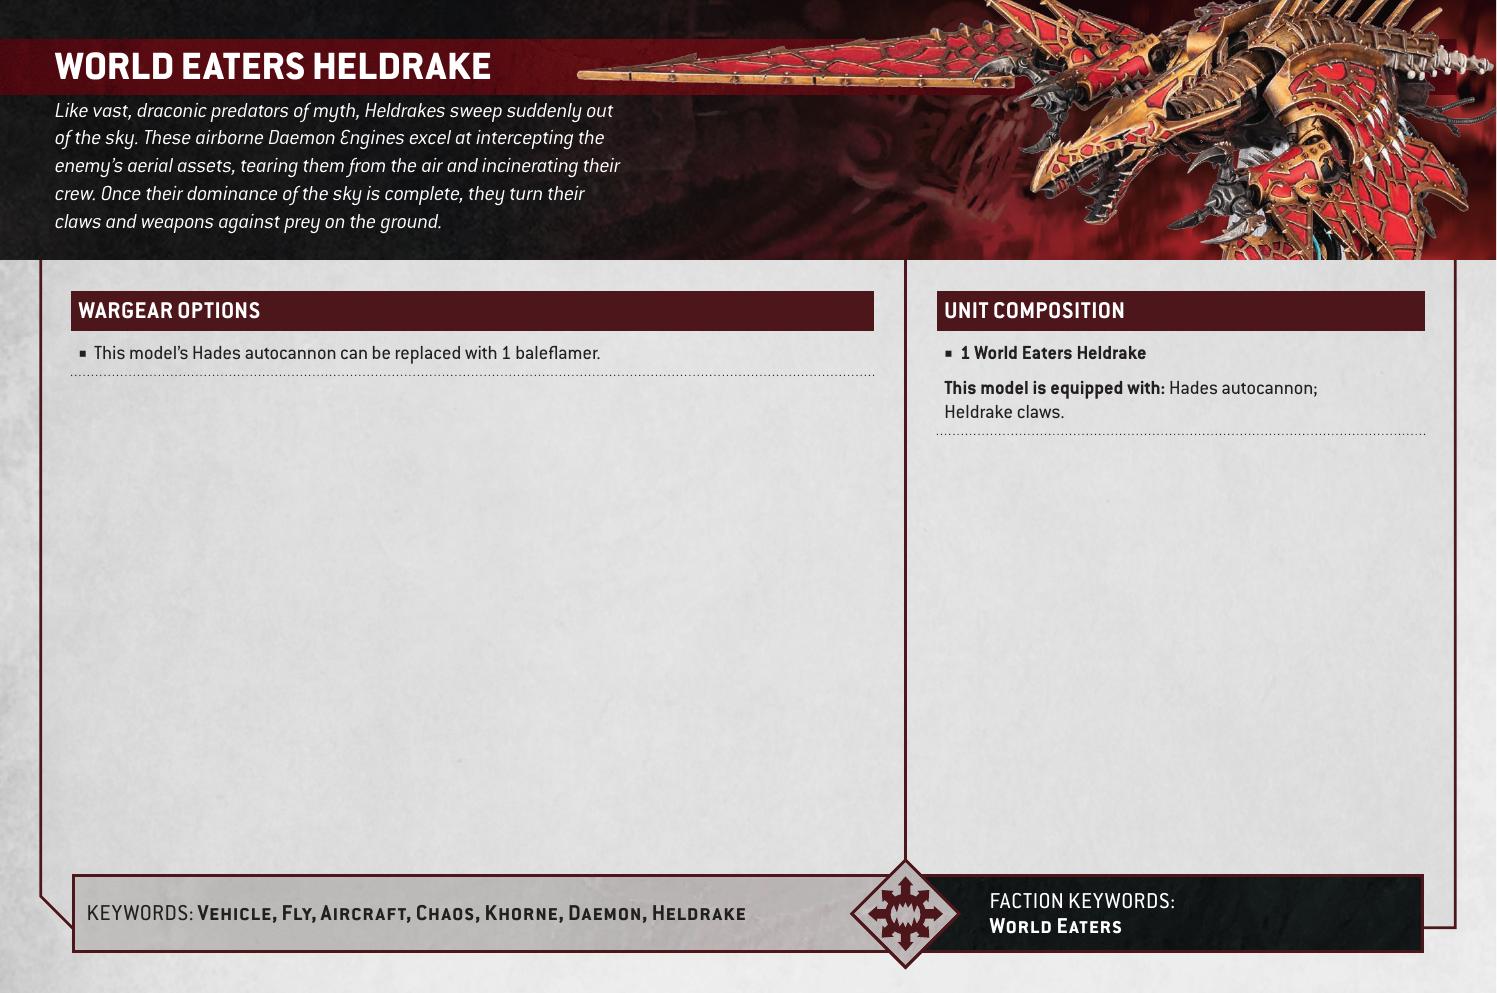 WORLD EATERS HELDRAKE
Like vast, draconic predators of myth, Heldrakes sweep suddenly out
of the sky. These airborne Daemon Engines excel at intercepting the
enemy’s aerial assets, tearing them from the air and incinerating their
crew. Once their dominance of the sky is complete, they turn their
claws and weapons against prey on the ground.
WARGEAR OPTIONS
■ This model’s Hades autocannon can be replaced with 1 baleflamer.
UNIT COMPOSITION
■ 1 World Eaters Heldrake
This model is equipped with: Hades autocannon;
Heldrake claws.
KEYWORDS: Vehicle, Fly, Aircraft, Chaos, Khorne, Daemon, Heldrake
FACTION KEYWORDS:
World Eaters